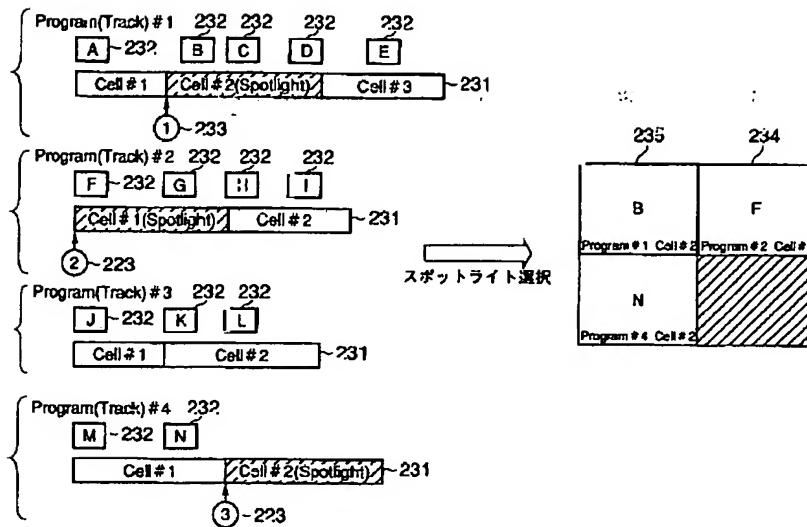 Program(Track)#1
232 232 232 232
A 232 B C D E
Cell#1 Cell#2(Spotlight) Cell#3 231
1 233
Program(Track)#2
232 232 232
F 232 G H I
Cell#1(Spotlight) Cell#2 231
2 223
Program(Track)#3
232 232
J 232 K L
Cell#1 Cell#2 231
Program(Track)#4
232
M 232 N
Cell#1 Cell#2(Spotlight) 231
3 223
スポットライト選択
235 234
B F
Program#1 Cell#2 Program#2 Cell#
N
Program#4 Cell#2